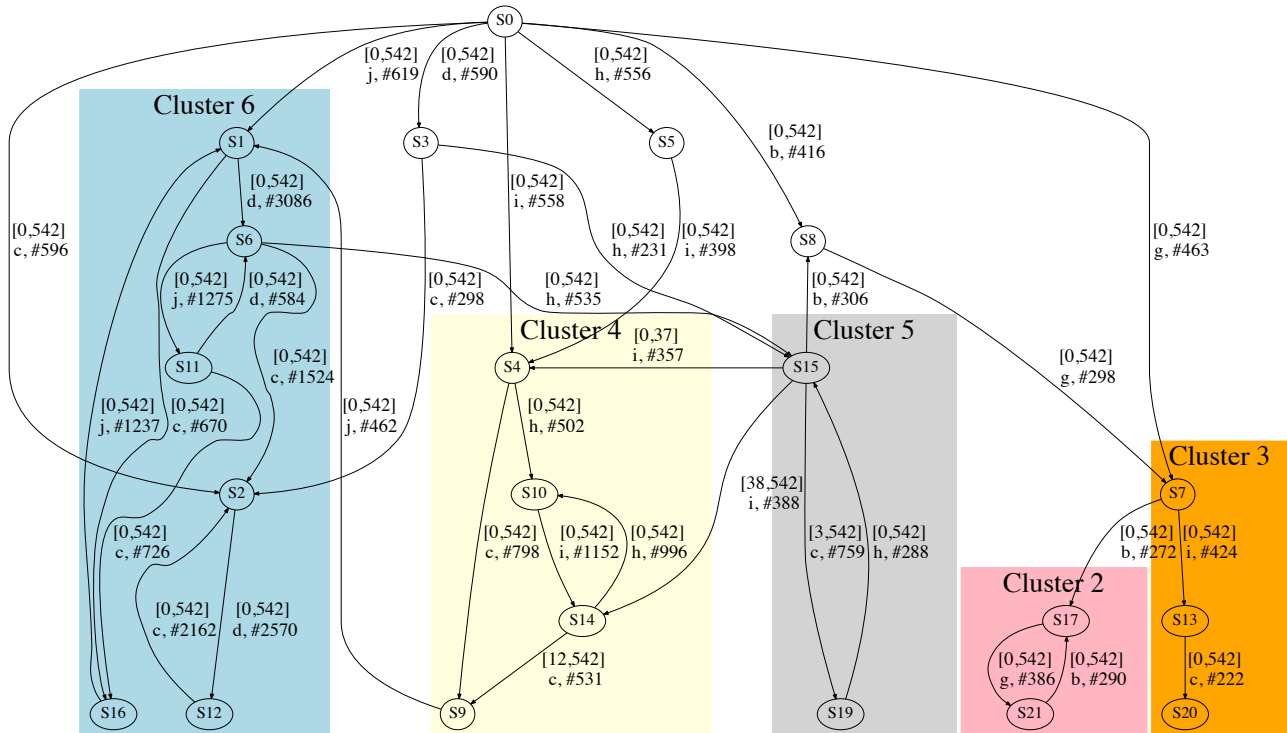 S0
[0,542]
j, #619
[0,542]
d, #590
[0,542]
h, #556
Cluster 6
S1
S3
S5
[0,542]
b, #416
[0,542]
d, #3086
[0,542]
i, #558
[0,542]
c, #596
S6
[0,542]
h, #231
[0,542]
i, #398
S8
[0,542]
g, #463
[0,542]
j, #1275
[0,542]
d, #584
[0,542]
c, #298
[0,542]
h, #535
[0,542]
b, #306
Cluster 4
Cluster 5
[0,37]
i, #357
S11
[0,542]
c, #1524
S4
S15
[0,542]
g, #298
[0,542]
j, #1237
[0,542]
c, #670
[0,542]
j, #462
[0,542]
h, #502
Cluster 3
S2
S10
[38,542]
i, #388
S7
[0,542]
c, #726
[0,542]
c, #798
[0,542]
i, #1152
[0,542]
h, #996
[3,542]
c, #759
[0,542]
h, #288
[0,542]
b, #272
[0,542]
i, #424
Cluster 2
[0,542]
c, #2162
[0,542]
d, #2570
S14
S17
S13
[12,542]
c, #531
[0,542]
g, #386
[0,542]
b, #290
[0,542]
c, #222
S16
S12
S9
S19
S21
S20